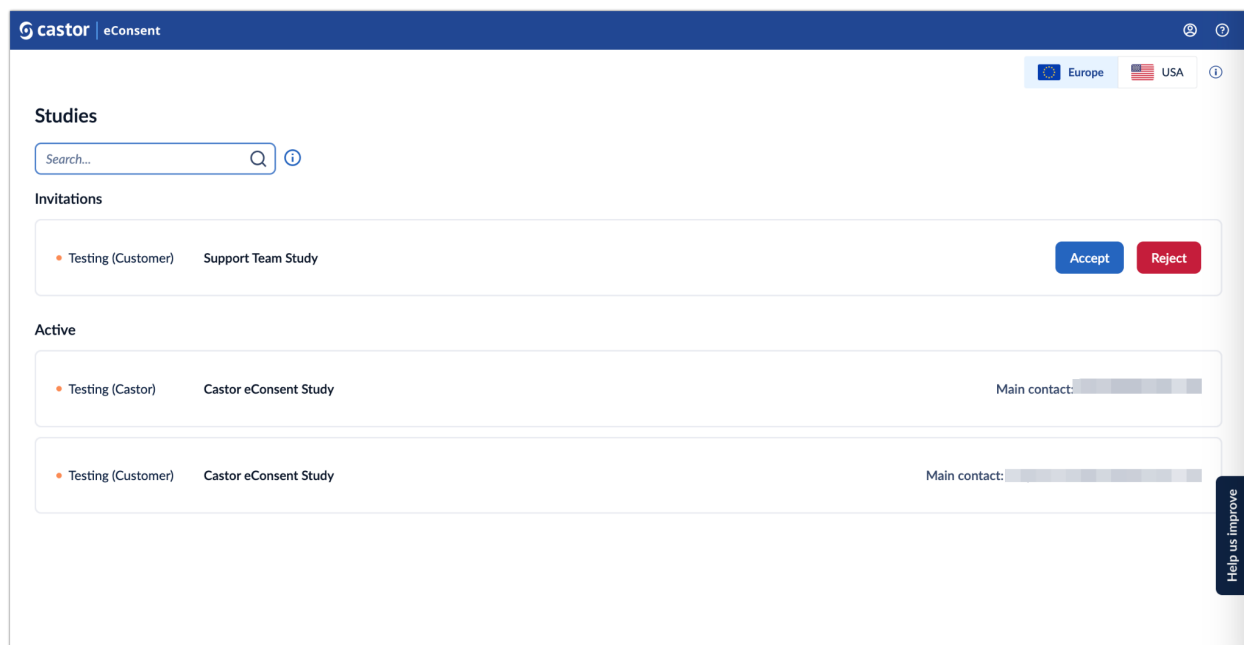 castor | eConsent
Europe USA
Studies
Search...
Invitations
Testing (Customer) Support Team Study Accept Reject
Active
Testing (Castor) Castor eConsent Study Main contact:
Testing (Customer) Castor eConsent Study Main contact:
Help us improve